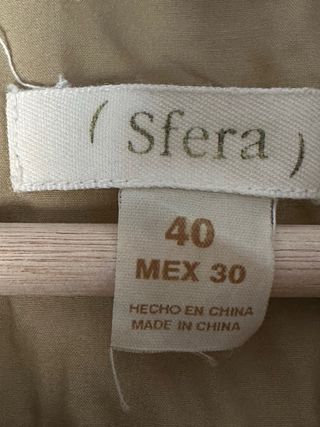 ( Sfera )
40
MEX 30
HECHO EN CHINA
MADE IN CHINA